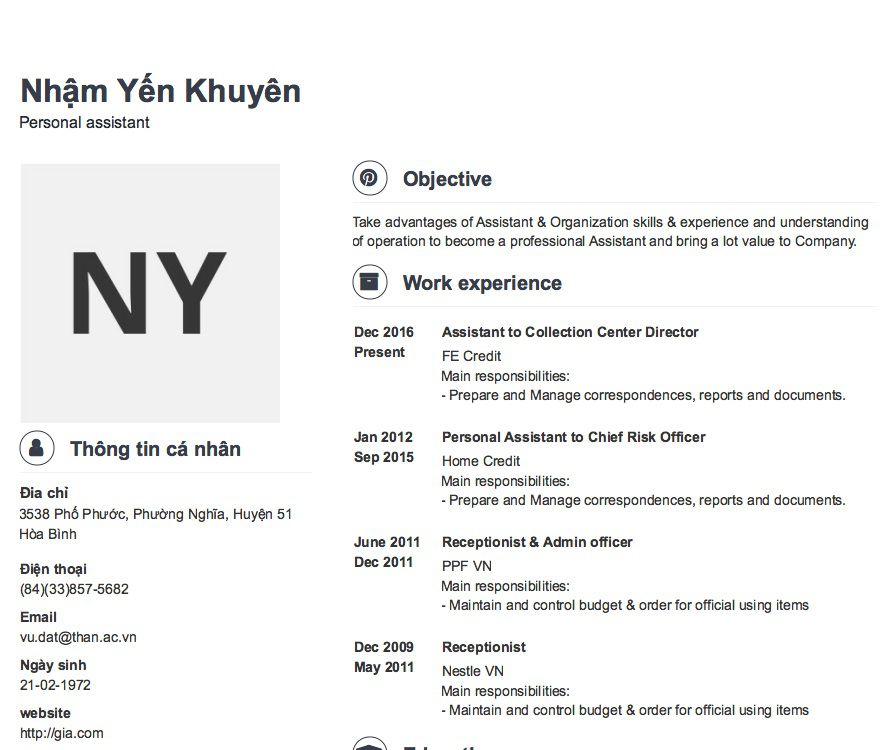 Nhậm Yến Khuyên
Personal assistant
NY
Thông tin cá nhân
Đia chỉ
3538 Phố Phước, Phường Nghĩa, Huyện 51
Hòa Bình
Điện thoại
(84)(33)857-5682
Email
vu.dat@than.ac.vn
Ngày sinh
21-02-1972
website
http://gia.com
Objective
Take advantages of Assistant & Organization skills & experience and understanding
of operation to become a professional Assistant and bring a lot value to Company.
Work experience
Dec 2016 Assistant to Collection Center Director
Present FE Credit
Main responsibilities:
- Prepare and Manage correspondences, reports and documents.
Jan 2012 Personal Assistant to Chief Risk Officer
Sep 2015 Home Credit
Main responsibilities:
- Prepare and Manage correspondences, reports and documents.
June 2011 Receptionist & Admin officer
Dec 2011 PPF VN
Main responsibilities:
- Maintain and control budget & order for official using items
Dec 2009 Receptionist
May 2011 Nestle VN
Main responsibilities:
- Maintain and control budget & order for official using items